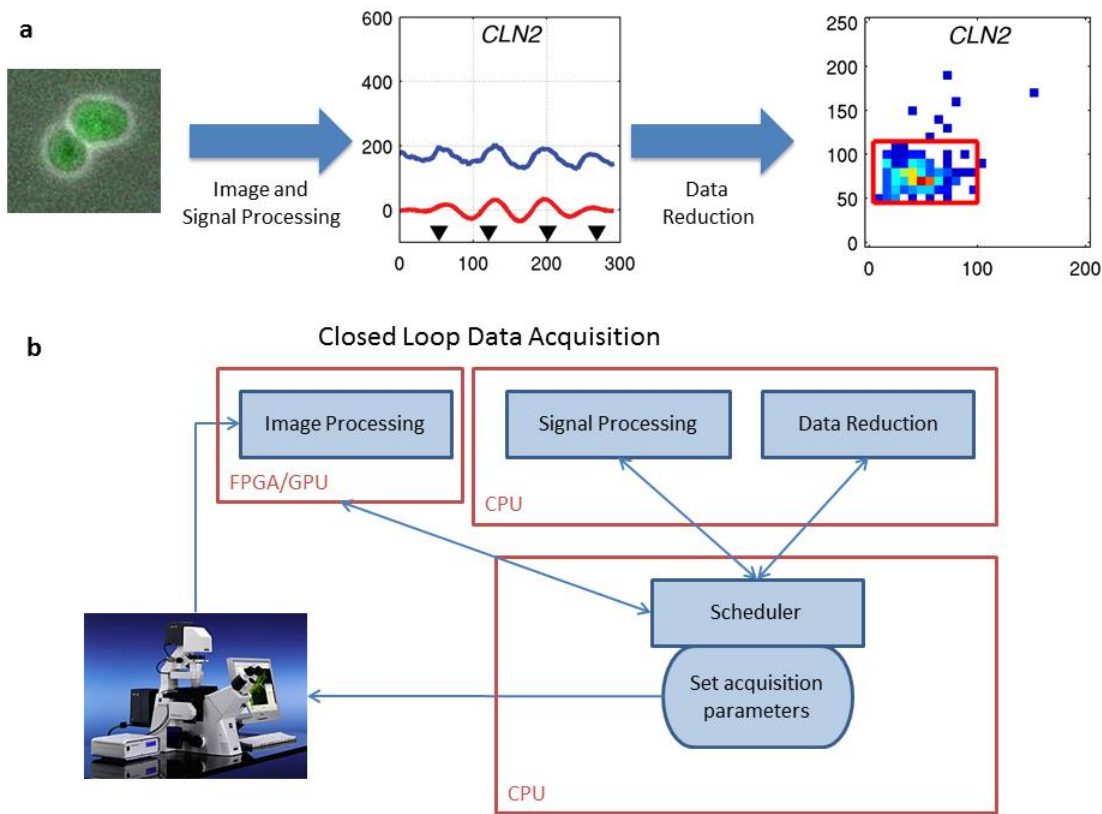 a
Image and
Signal Processing
600
400
200
0
CLN2
0 100 200 300
Data
Reduction
250
200
150
100
50
0
CLN2
0 100 200
b
Closed Loop Data Acquisition
Image Processing
FPGA/GPU
Signal Processing
Data Reduction
CPU
Scheduler
Set acquisition
parameters
CPU